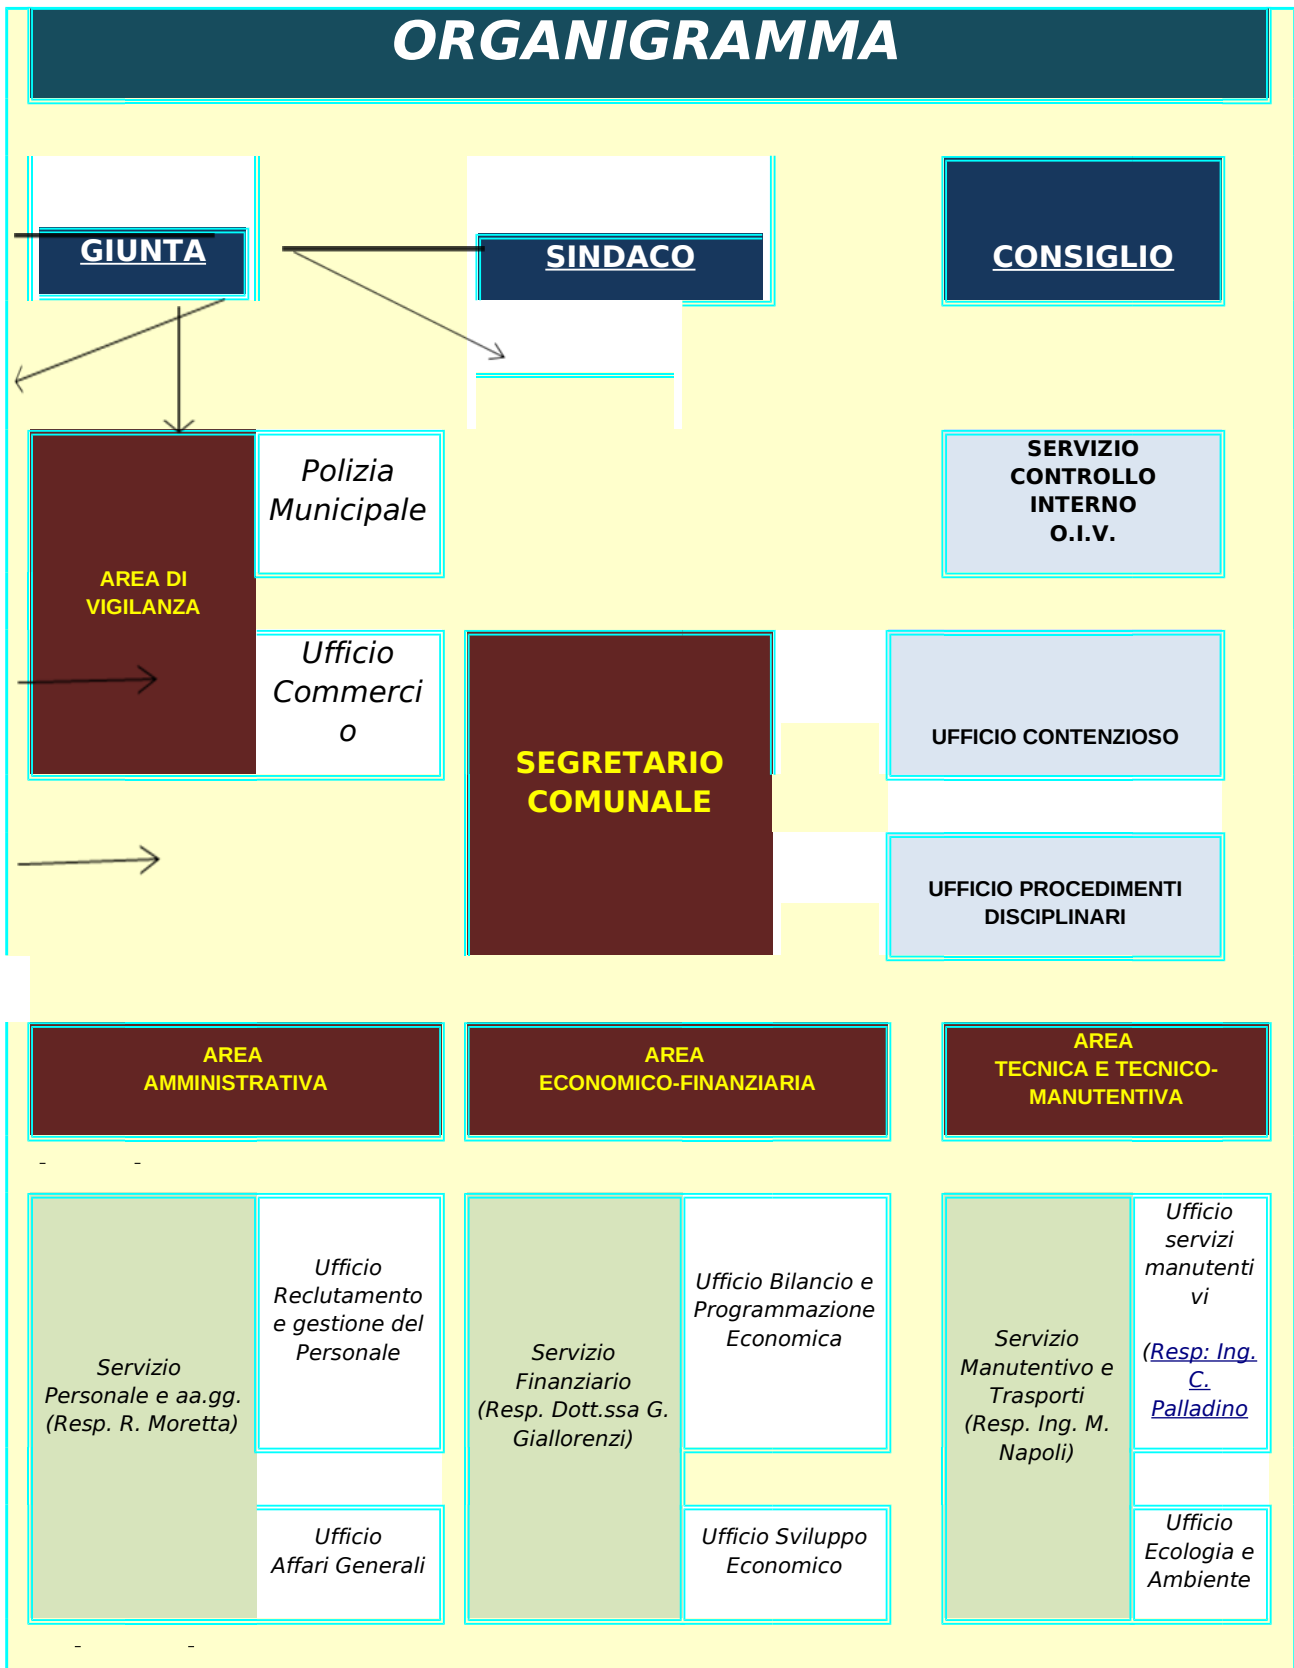 ORGANIGRAMMA
GIUNTA
SINDACO
CONSIGLIO
Polizia
Municipale
SERVIZIO
CONTROLLO
INTERNO
O.I.V.
AREA DI
VIGILANZA
Ufficio
Commerci
o
SEGRETARIO
COMUNALE
UFFICIO CONTENZIOSO
UFFICIO PROCEDIMENTI
DISCIPLINARI
AREA
AMMINISTRATIVA
AREA
ECONOMICO-FINANZIARIA
AREA
TECNICA E TECNICO-
MANUTENTIVA
Servizio
Personale e aa.gg.
(Resp. R. Moretta)
Ufficio
Reclutamento
e gestione del
Personale
Ufficio
Affari Generali
Servizio
Finanziario
(Resp. Dott.ssa G.
Giallorenzi)
Ufficio Bilancio e
Programmazione
Economica
Ufficio Sviluppo
Economico
Servizio
Manutentivo e
Trasporti
(Resp. Ing. M.
Napoli)
Ufficio
servizi
manutenti
vi
(Resp: Ing.
C.
Palladino
Ufficio
Ecologia e
Ambiente